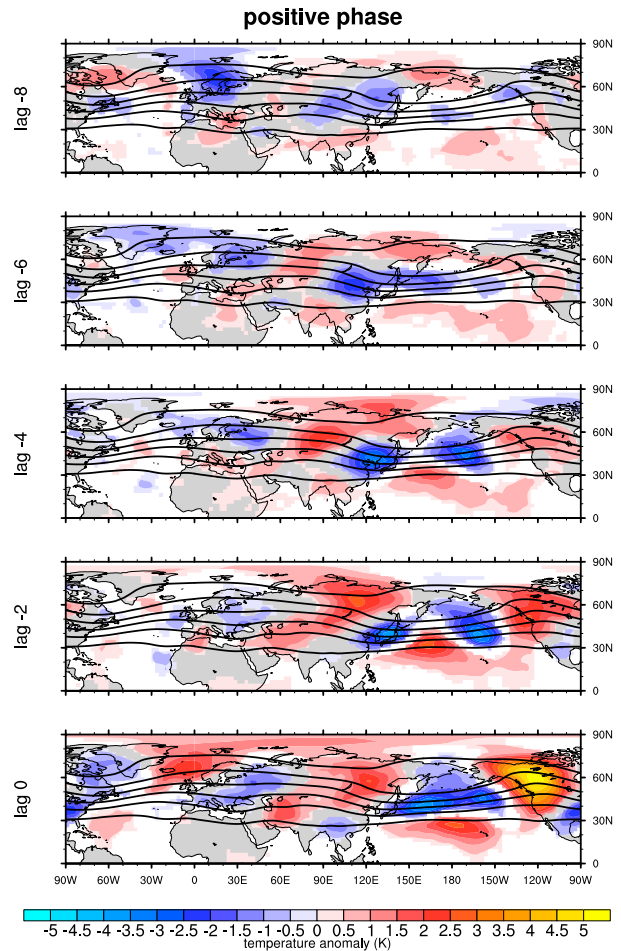 positive phase
lag-8
90N
60N
30N
0
lag-6
90N
60N
30N
0
lag-4
90N
60N
30N
0
lag-2
90N
60N
30N
0
lag 0
90N
60N
30N
0
90W 60W 30W 0 30E 60E 90E 120E 150E 180 150W 120W 90W
-5 -4.5 -4 -3.5 -3 -2.5 -2 -1.5 -1 -0.5 0 0.5 1 1.5 2 2.5 3 3.5 4 4.5 5
temperature anomaly (K)